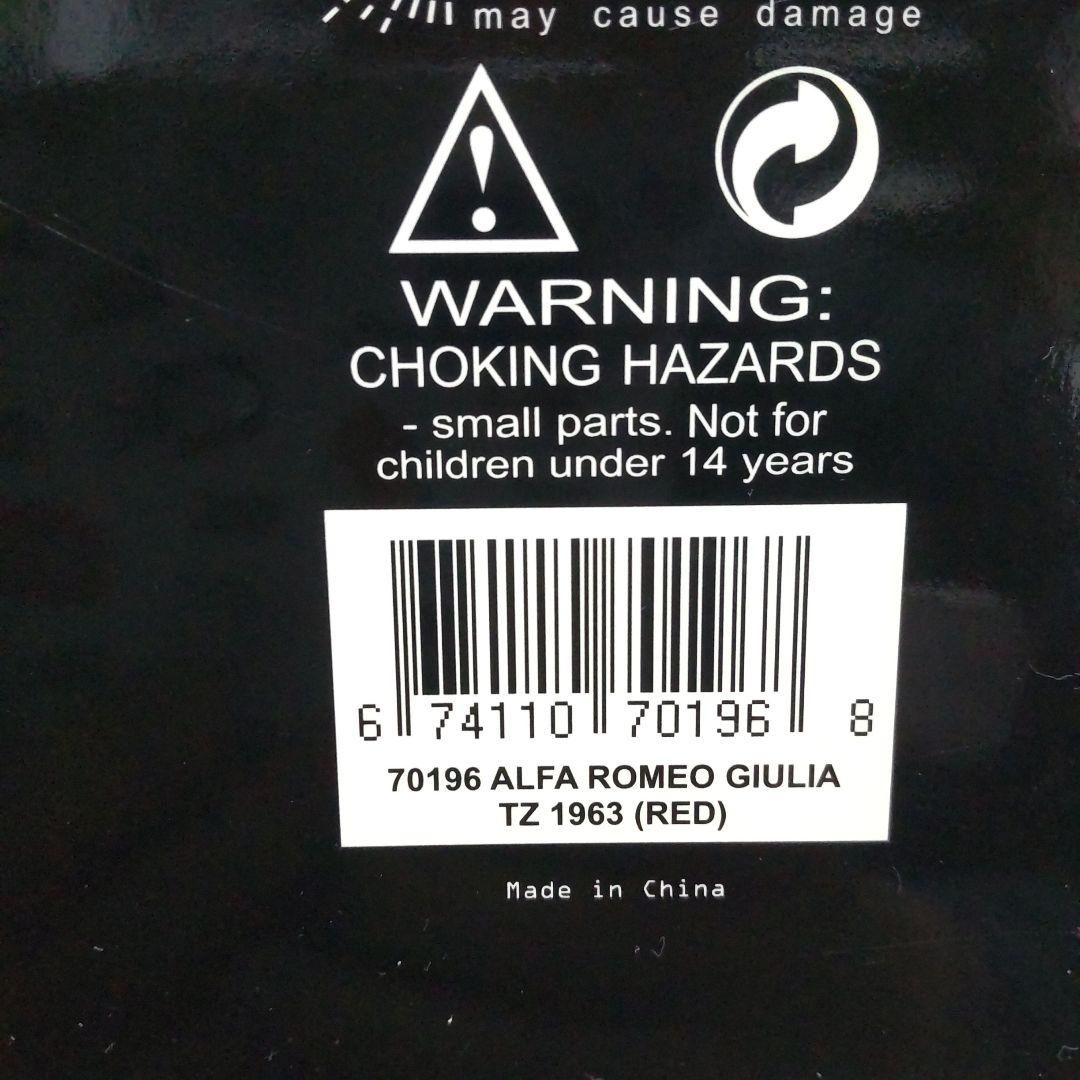 may cause damage
WARNING:
CHOKING HAZARDS
- small parts. Not for
children under 14 years
6 74110 70196 8
70196 ALFA ROMEO GIULIA
TZ 1963 (RED)
Made in China